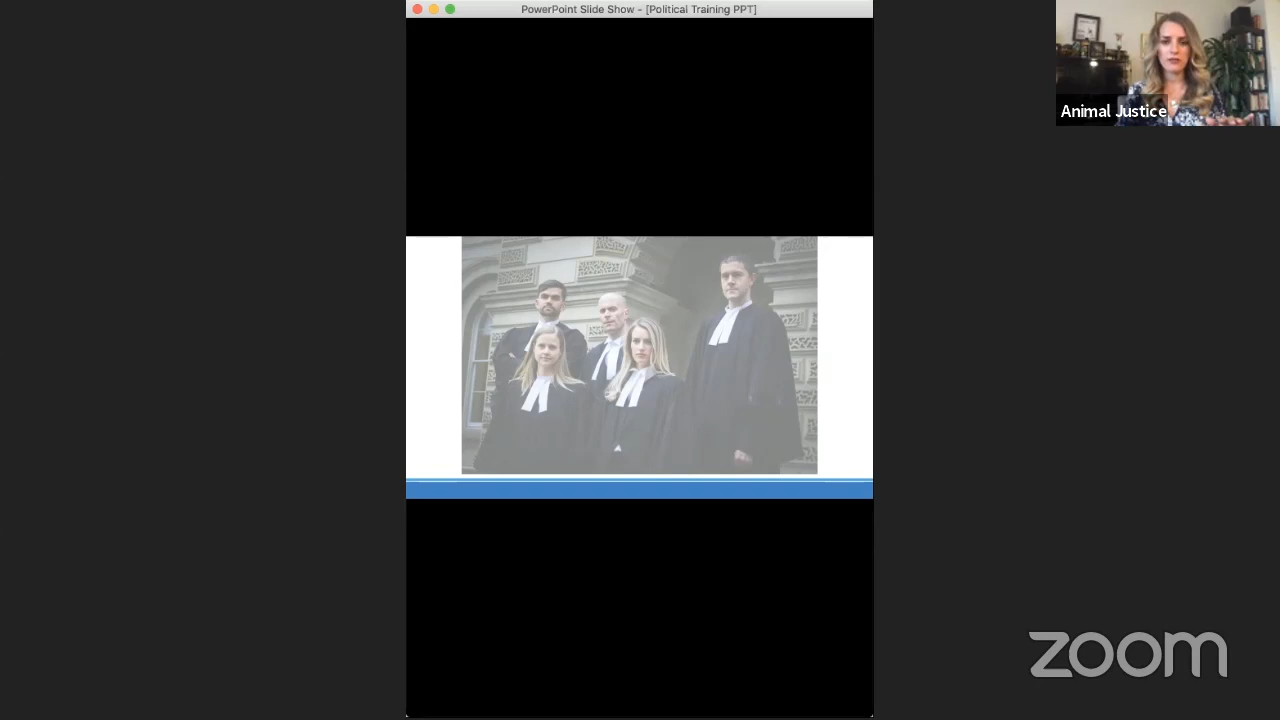 PowerPoint Slide Show - [Political Training PPT]
Animal Justice
zoom